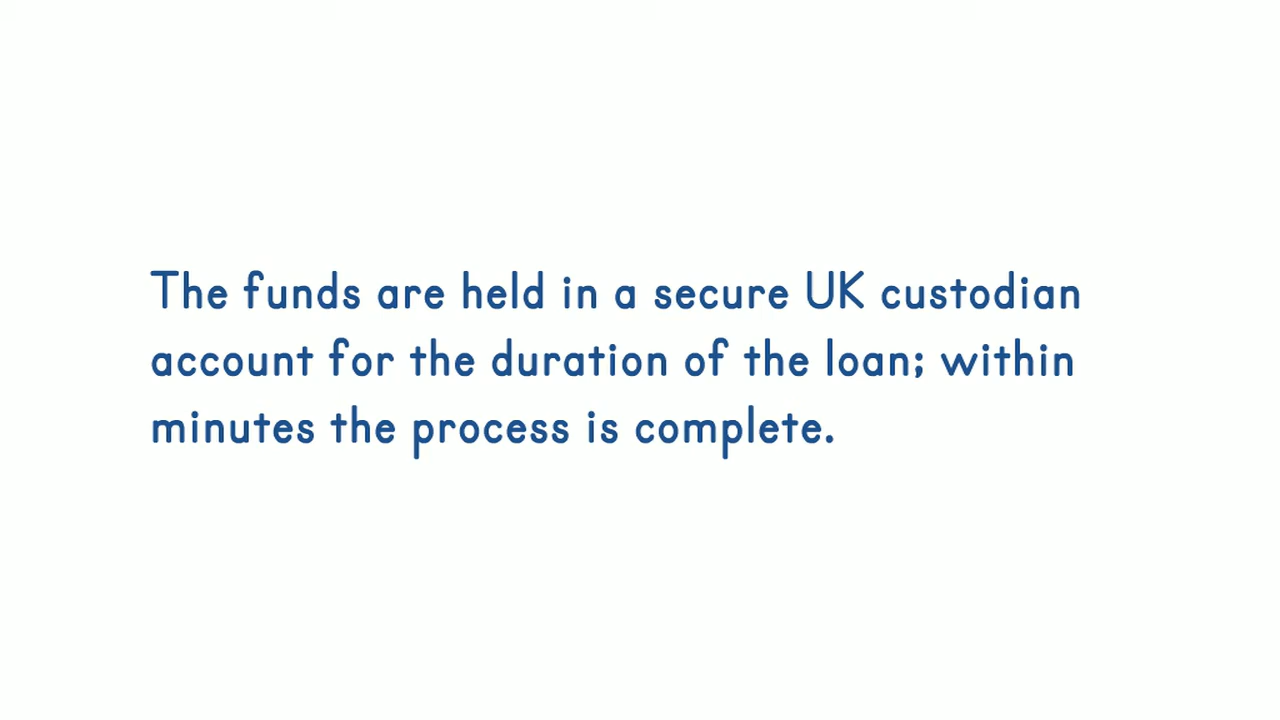 The funds are held in a secure UK custodian
account for the duration of the loan; within
minutes the process is complete.